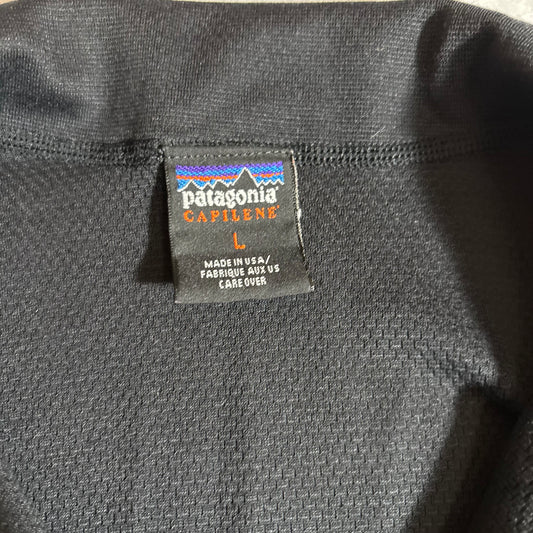 patagonia®
CAPILENE®
L
MADE IN USA/
FABRIQUE AUX US
CARE OVER